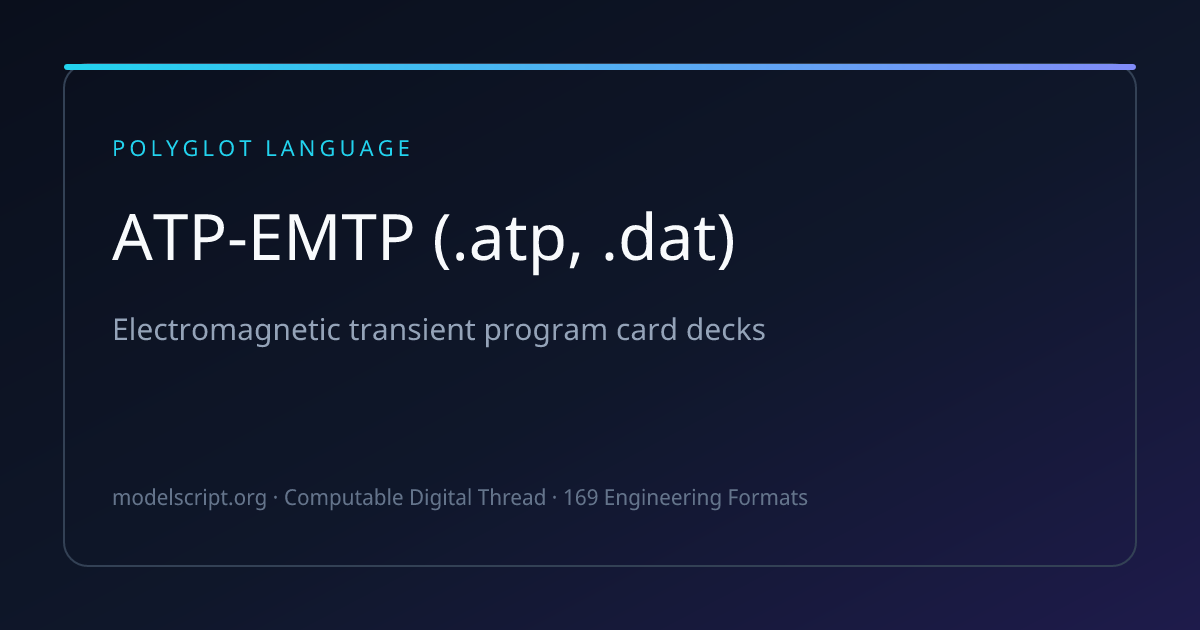 POLYGLOT LANGUAGE
ATP-EMTP (.atp, .dat)
Electromagnetic transient program card decks
modelscript.org · Computable Digital Thread · 169 Engineering Formats